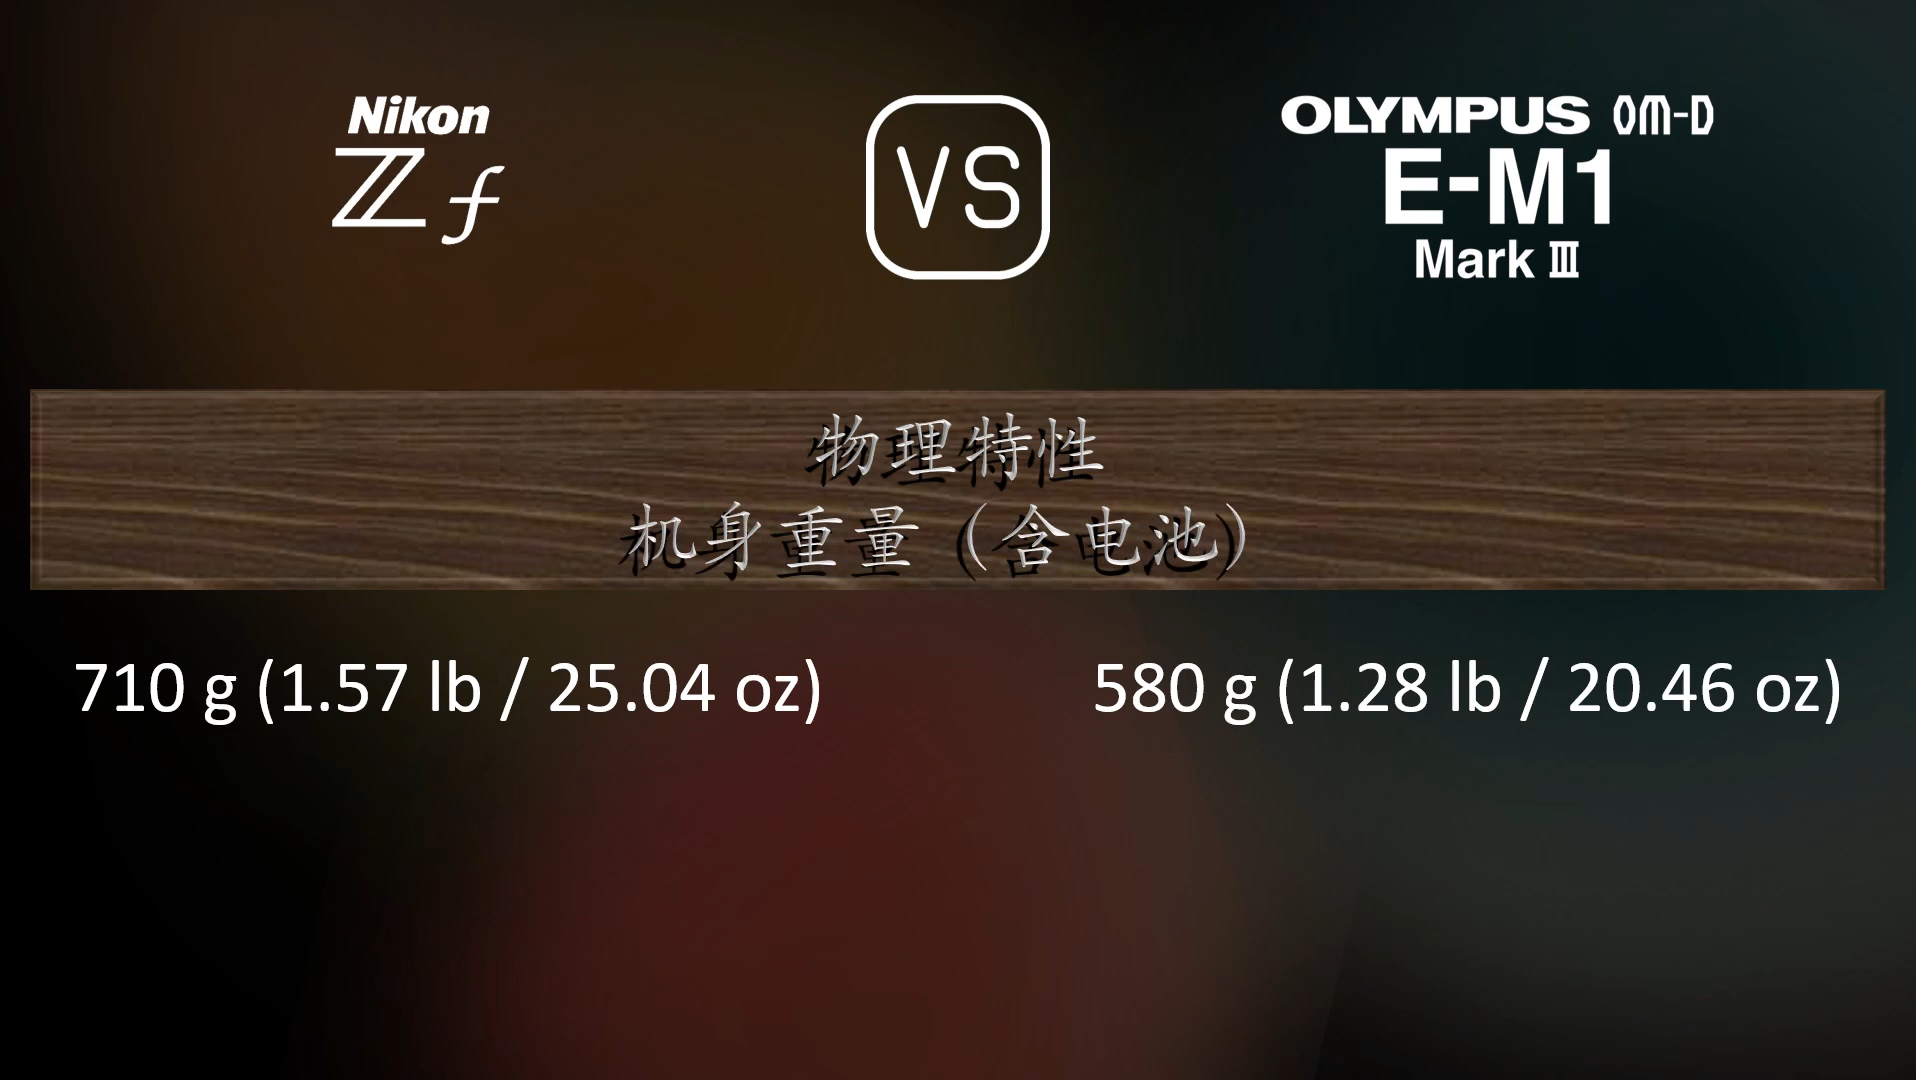 Nikon
Z f
VS
OLYMPUS OM-D
E-M1
Mark III
物理特性
机身重量（含电池）
710 g (1.57 lb / 25.04 oz)
580 g (1.28 lb / 20.46 oz)